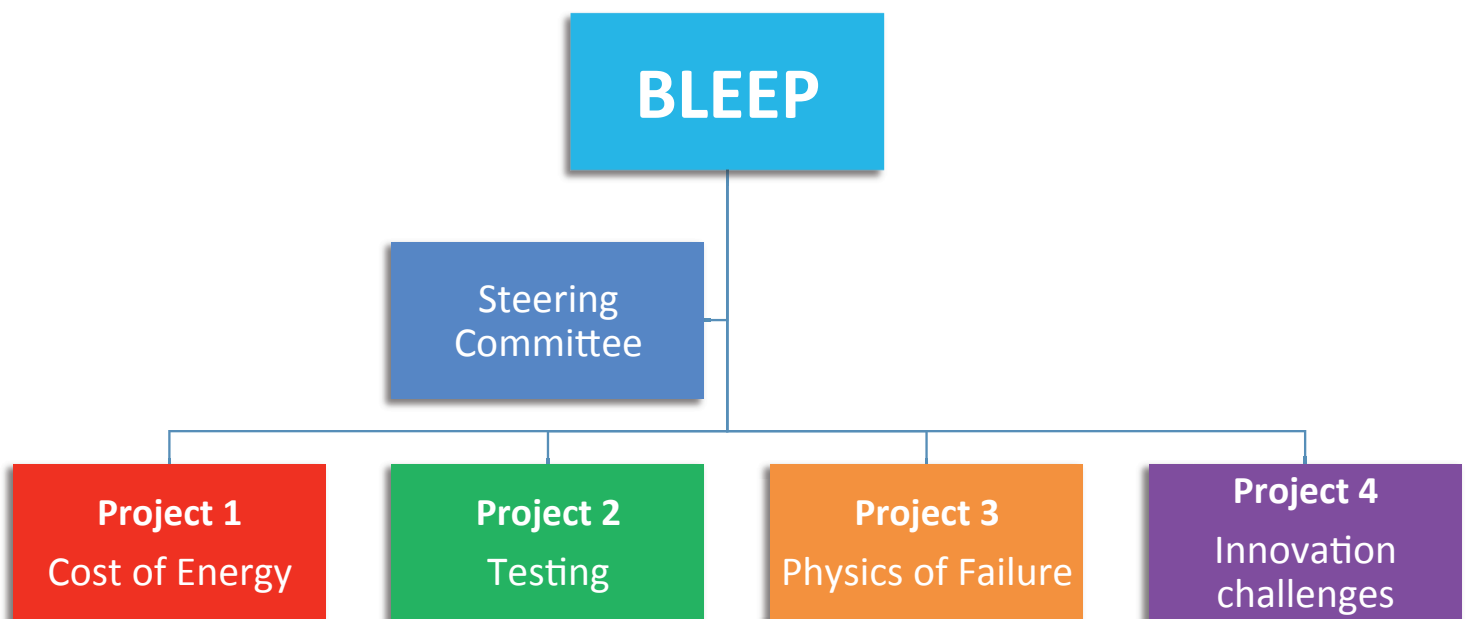 BLEEP
Steering
Committee
Project 1
Cost of Energy
Project 2
Testing
Project 3
Physics of Failure
Project 4
Innovation
challenges